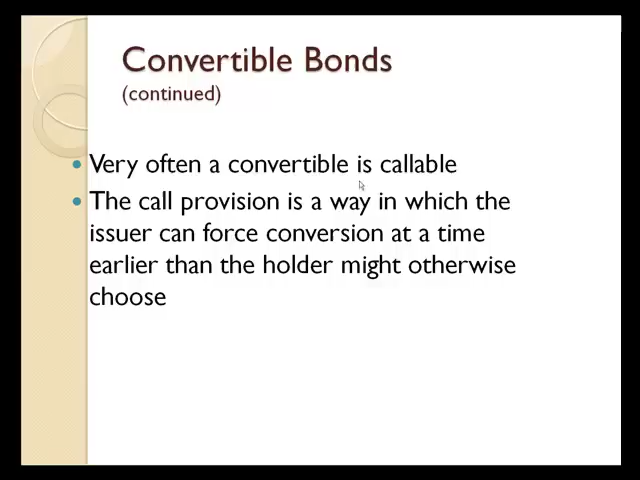 Convertible Bonds
(continued)
• Very often a convertible is callable
• The call provision is a way in which the
issuer can force conversion at a time
earlier than the holder might otherwise
choose